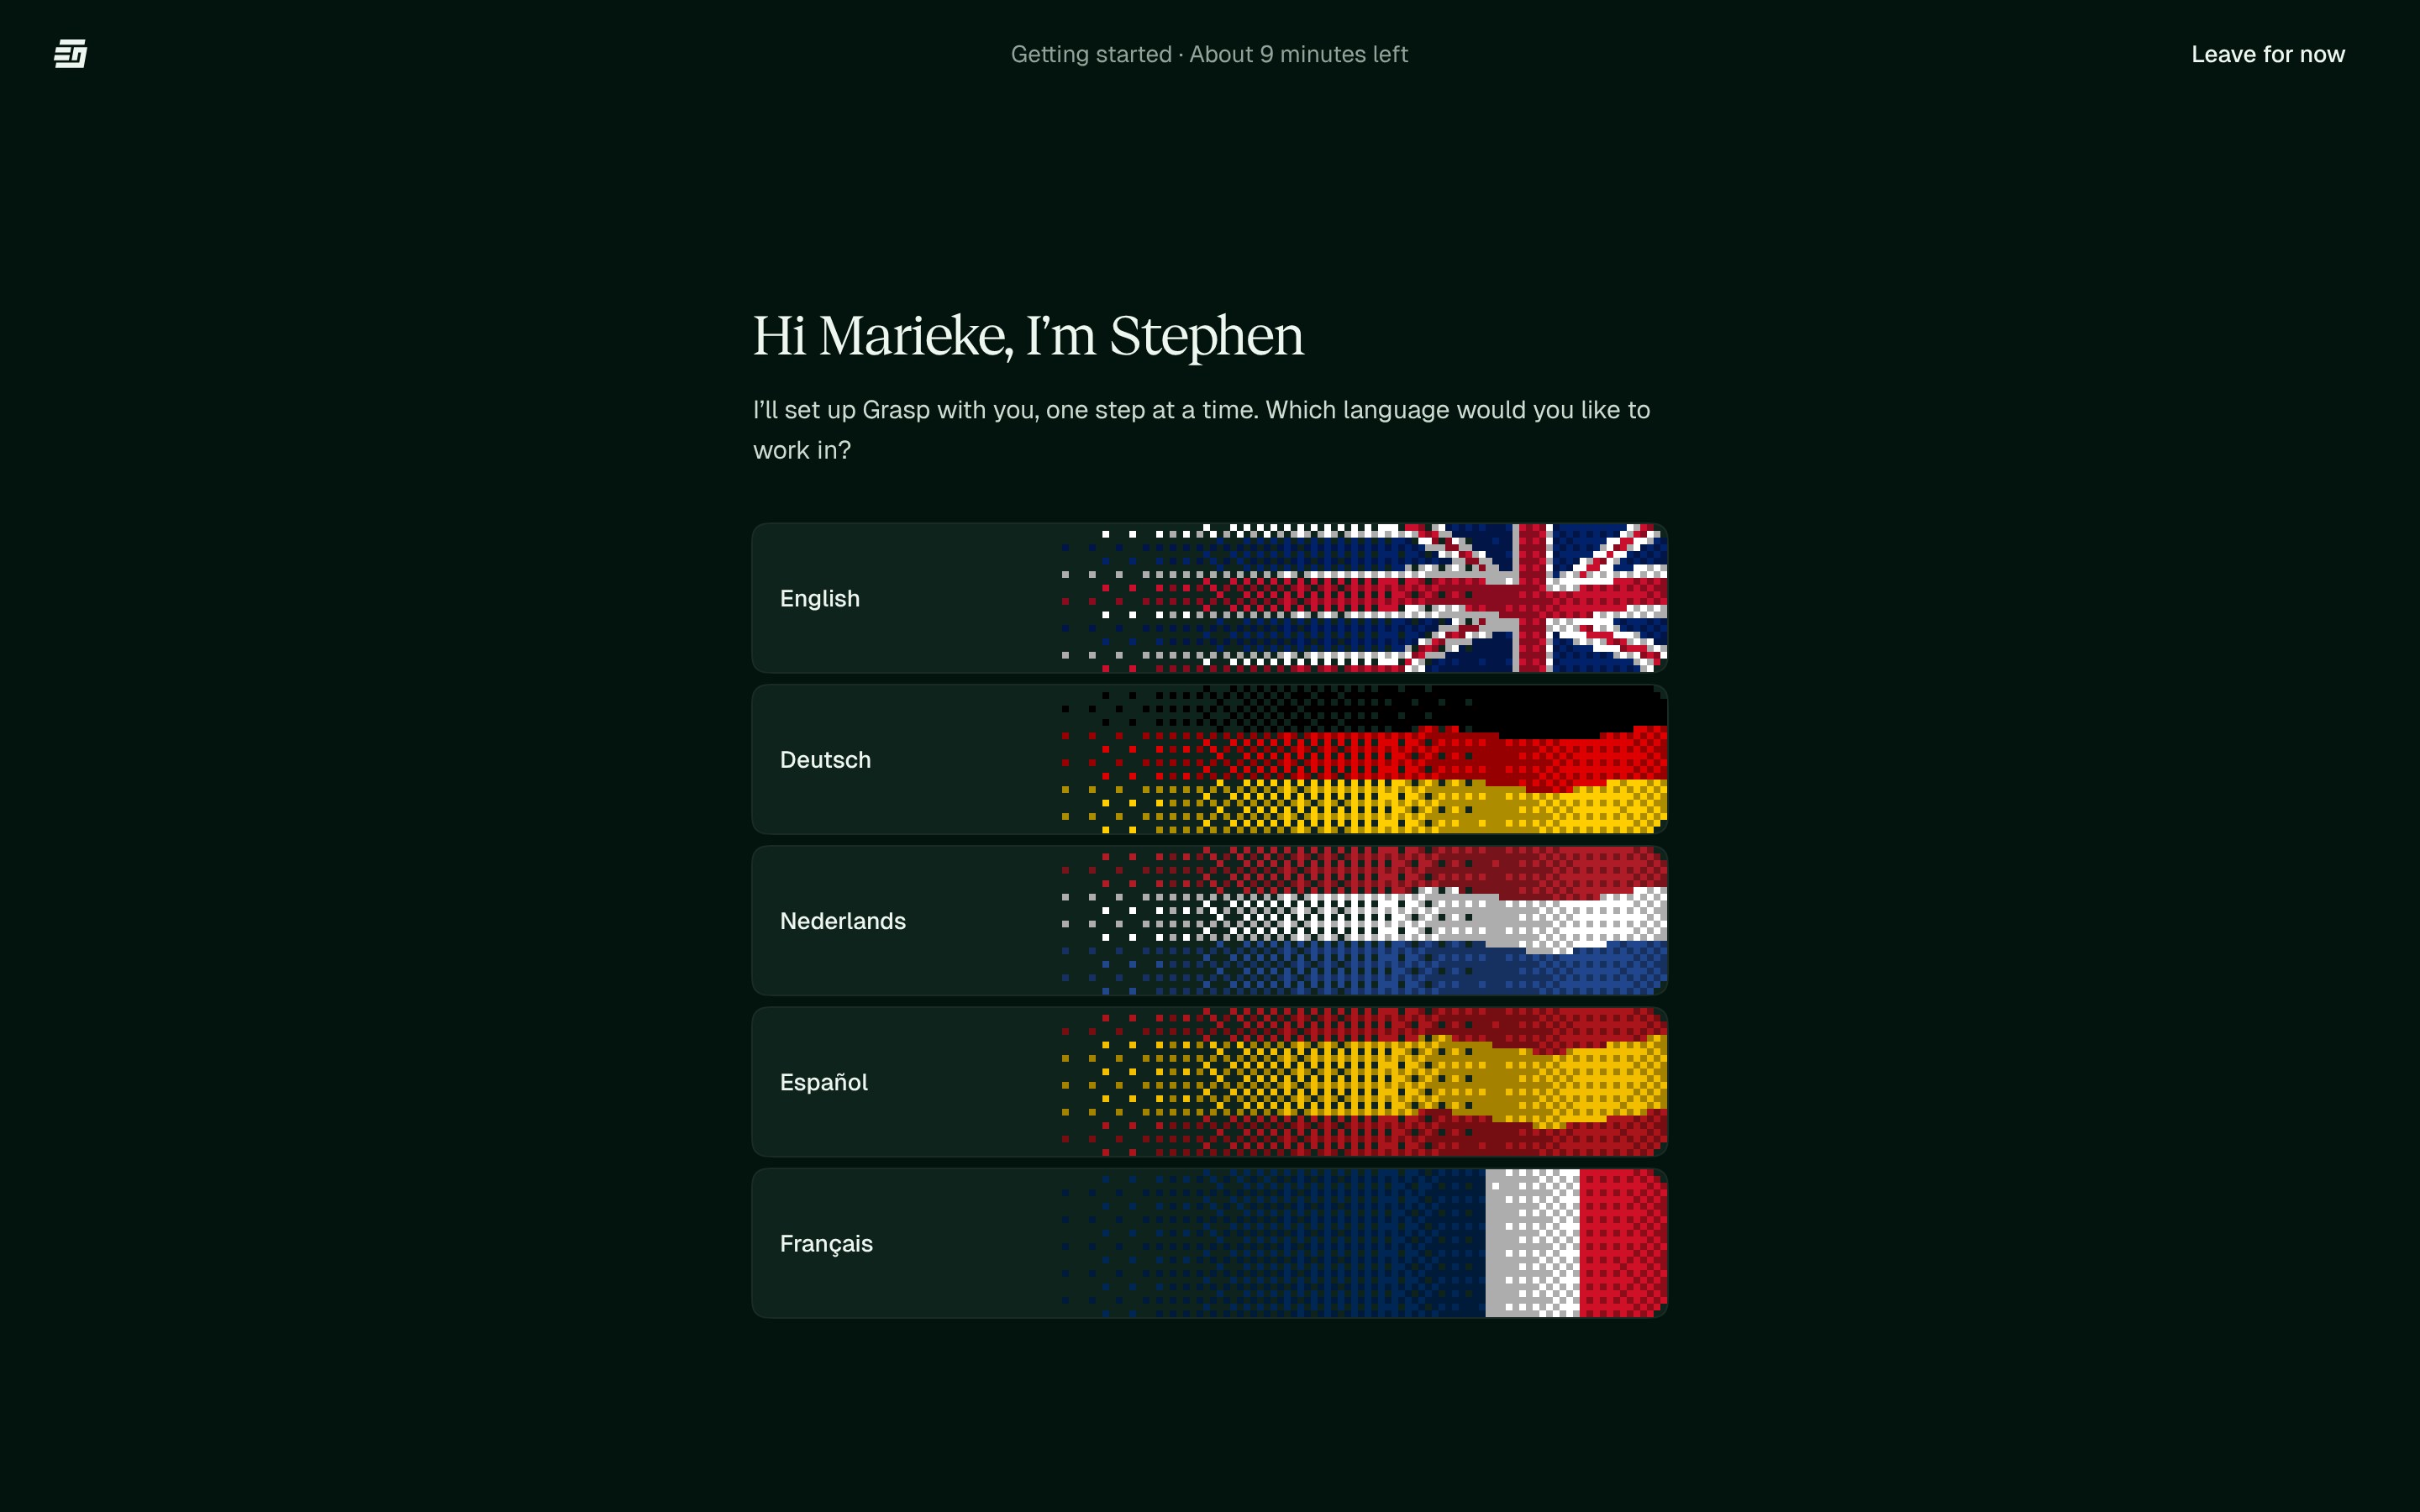 Getting started · About 9 minutes left
Leave for now
Hi Marieke, I’m Stephen
I’ll set up Grasp with you, one step at a time. Which language would you like to
work in?
English
Deutsch
Nederlands
Español
Français